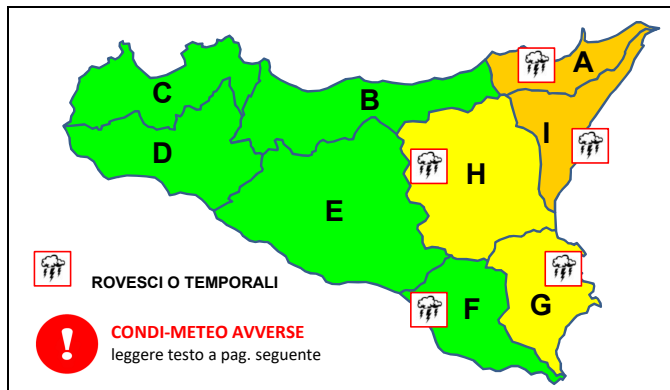 A
C
B
I
D
H
E
ROVESCI O TEMPORALI
F
G
CONDI-METEO AVVERSE
leggere testo a pag. seguente